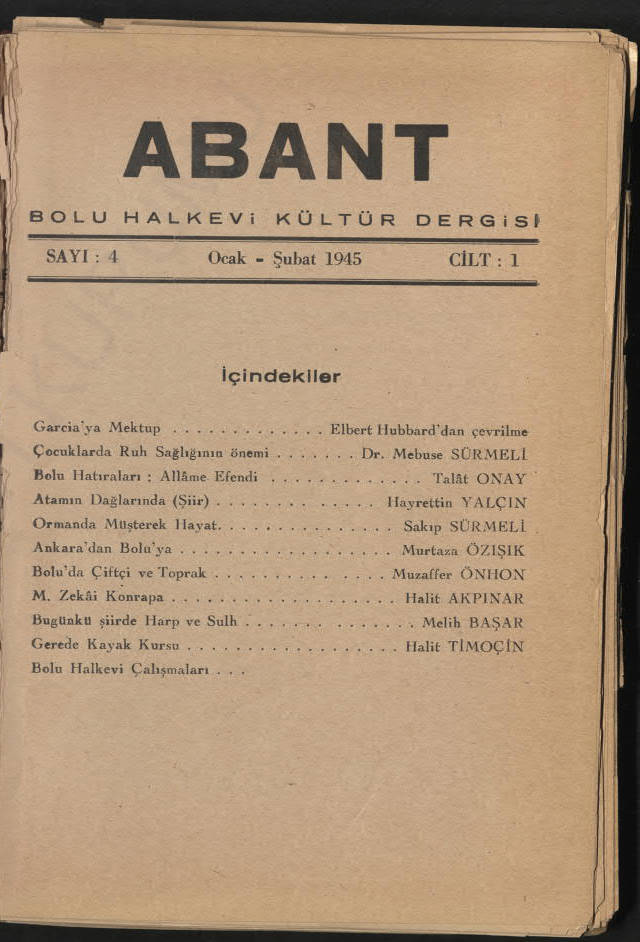 ABANT
BOLU HALKEVİ KÜLTÜR DERGİSİ
SAYI : 4 Ocak - Şubat 1945 CİLT : 1
İçindekiler
Garcia'ya Mektup . . . . . . . . . . . . . Elbert Hubbard'dan çevrilme
Çocuklarda Ruh Sağlığının önemi . . . . . . . Dr. Mebuse SÜRMELİ
Bolu Hatıraları : Allâme Efendi . . . . . . . . . . . . . Talât ONAY
Atamın Dağlarında (Şiir) . . . . . . . . . . . . . . Hayrettin YALÇIN
Ormanda Müşterek Hayat. . . . . . . . . . . . . . . . Sakıp SÜRMELİ
Ankara'dan Bolu'ya . . . . . . . . . . . . . . . . . . Murtaza ÖZIŞIK
Bolu'da Çiftçi ve Toprak . . . . . . . . . . . . . . Muzaffer ÖNHON
M. Zekâi Konrapa . . . . . . . . . . . . . . . . . . . Halit AKPINAR
Bugünkü şiirde Harp ve Sulh . . . . . . . . . . . . . . Melih BAŞAR
Gerede Kayak Kursu . . . . . . . . . . . . . . . . . . Halit TİMOÇİN
Bolu Halkevi Çalışmaları . . .